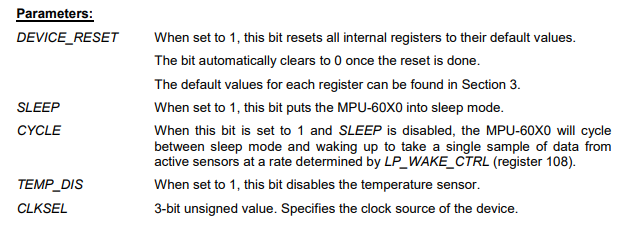 Parameters:
DEVICE_RESET When set to 1, this bit resets all internal registers to their default values.
The bit automatically clears to 0 once the reset is done.
The default values for each register can be found in Section 3.
SLEEP When set to 1, this bit puts the MPU-60X0 into sleep mode.
CYCLE When this bit is set to 1 and SLEEP is disabled, the MPU-60X0 will cycle
between sleep mode and waking up to take a single sample of data from
active sensors at a rate determined by LP_WAKE_CTRL (register 108).
TEMP_DIS When set to 1, this bit disables the temperature sensor.
CLKSEL 3-bit unsigned value. Specifies the clock source of the device.